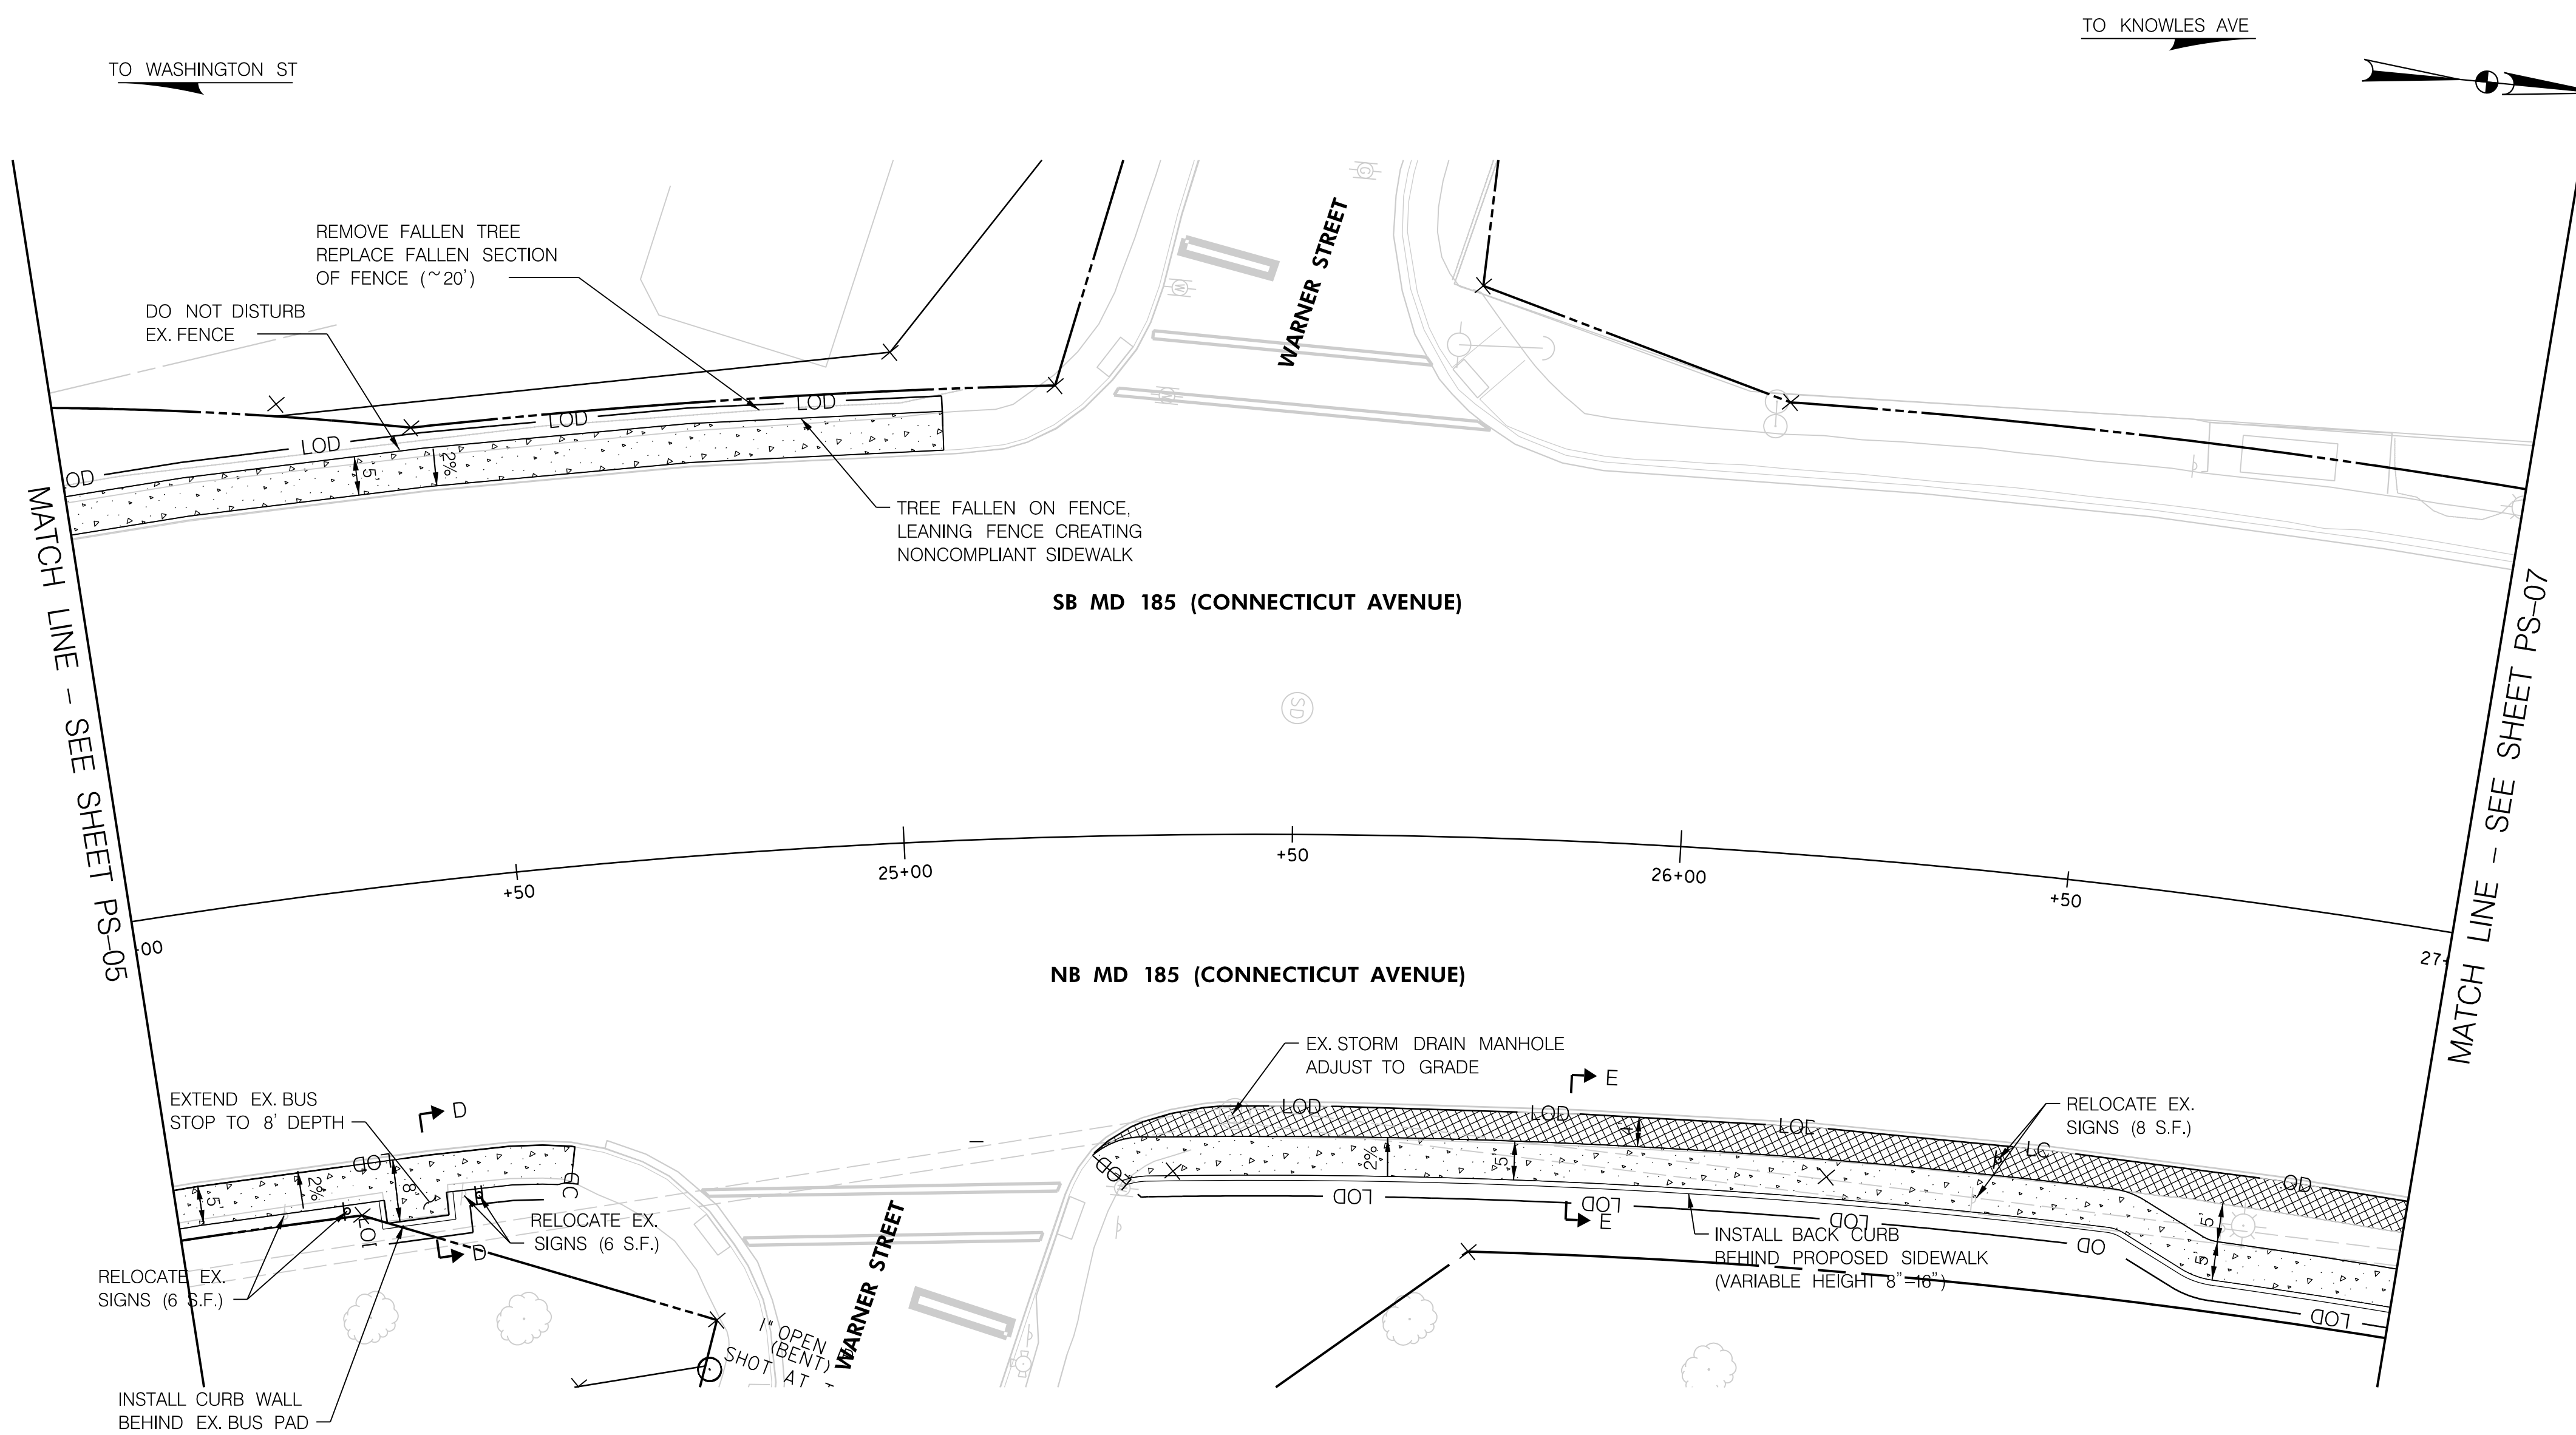 TO KNOWLES AVE
TO WASHINGTON ST
REMOVE FALLEN TREE
REPLACE FALLEN SECTION
OF FENCE (~20')
DO NOT DISTURB
EX. FENCE
WARNER STREET
LOD
LOD
LOD
OD
5'
2%
TREE FALLEN ON FENCE,
LEANING FENCE CREATING
NONCOMPLIANT SIDEWALK
MATCH LINE - SEE SHEET PS-05
MATCH LINE - SEE SHEET PS-07
SB MD 185 (CONNECTICUT AVENUE)
SD
+50
25+00
+50
26+00
+50
00
27+
NB MD 185 (CONNECTICUT AVENUE)
EX. STORM DRAIN MANHOLE
ADJUST TO GRADE
E
D
EXTEND EX. BUS
STOP TO 8' DEPTH
RELOCATE EX.
SIGNS (8 S.F.)
LOD
LOD
LOD
LC
OD
4'
LOD
2%
5'
8'
2%
5'
LOD
LOD
LOD
LOD
OD
5'
5'
LOD
E
D
RELOCATE EX.
SIGNS (6 S.F.)
INSTALL BACK CURB
BEHIND PROPOSED SIDEWALK
(VARIABLE HEIGHT 8"-16")
RELOCATE EX.
SIGNS (6 S.F.)
WARNER STREET
1" OPEN
(BENT)
SHOT AT
INSTALL CURB WALL
BEHIND EX. BUS PAD